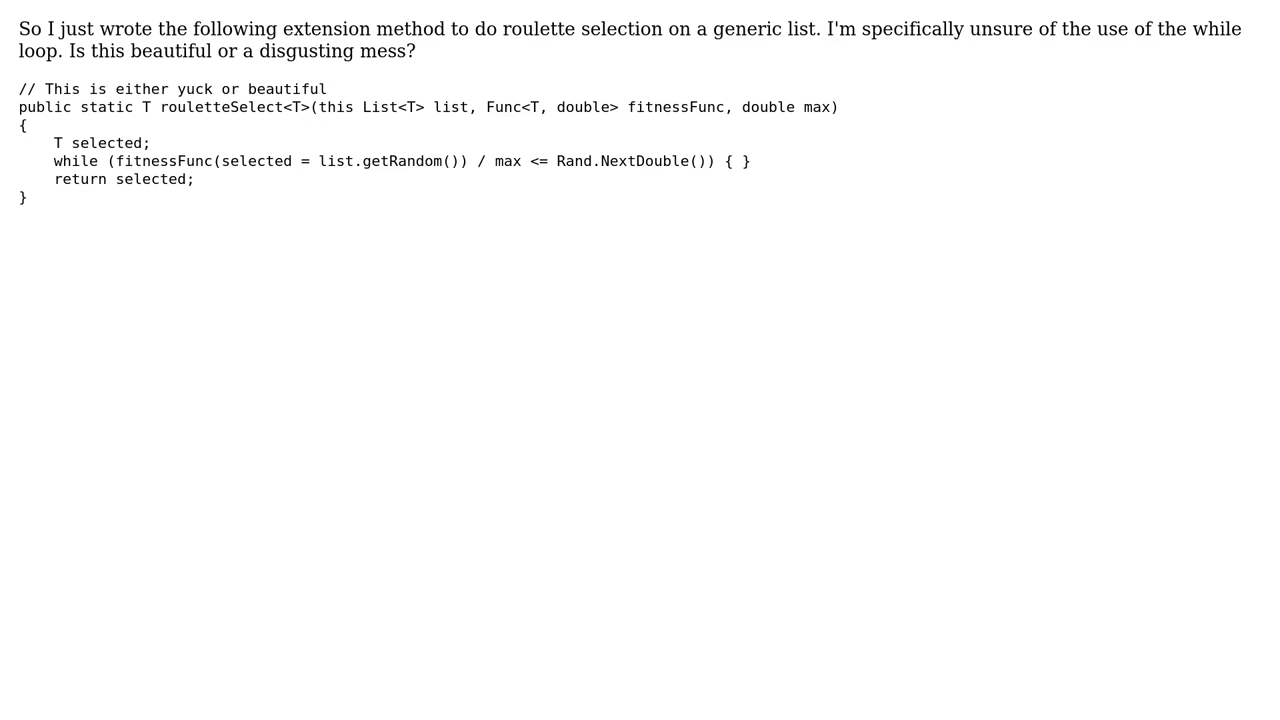 So I just wrote the following extension method to do roulette selection on a generic list. I'm specifically unsure of the use of the while
loop. Is this beautiful or a disgusting mess?
// This is either yuck or beautiful
public static T rouletteSelect<T>(this List<T> list, Func<T, double> fitnessFunc, double max)
{
    T selected;
    while (fitnessFunc(selected = list.getRandom()) / max <= Rand.NextDouble()) { }
    return selected;
}